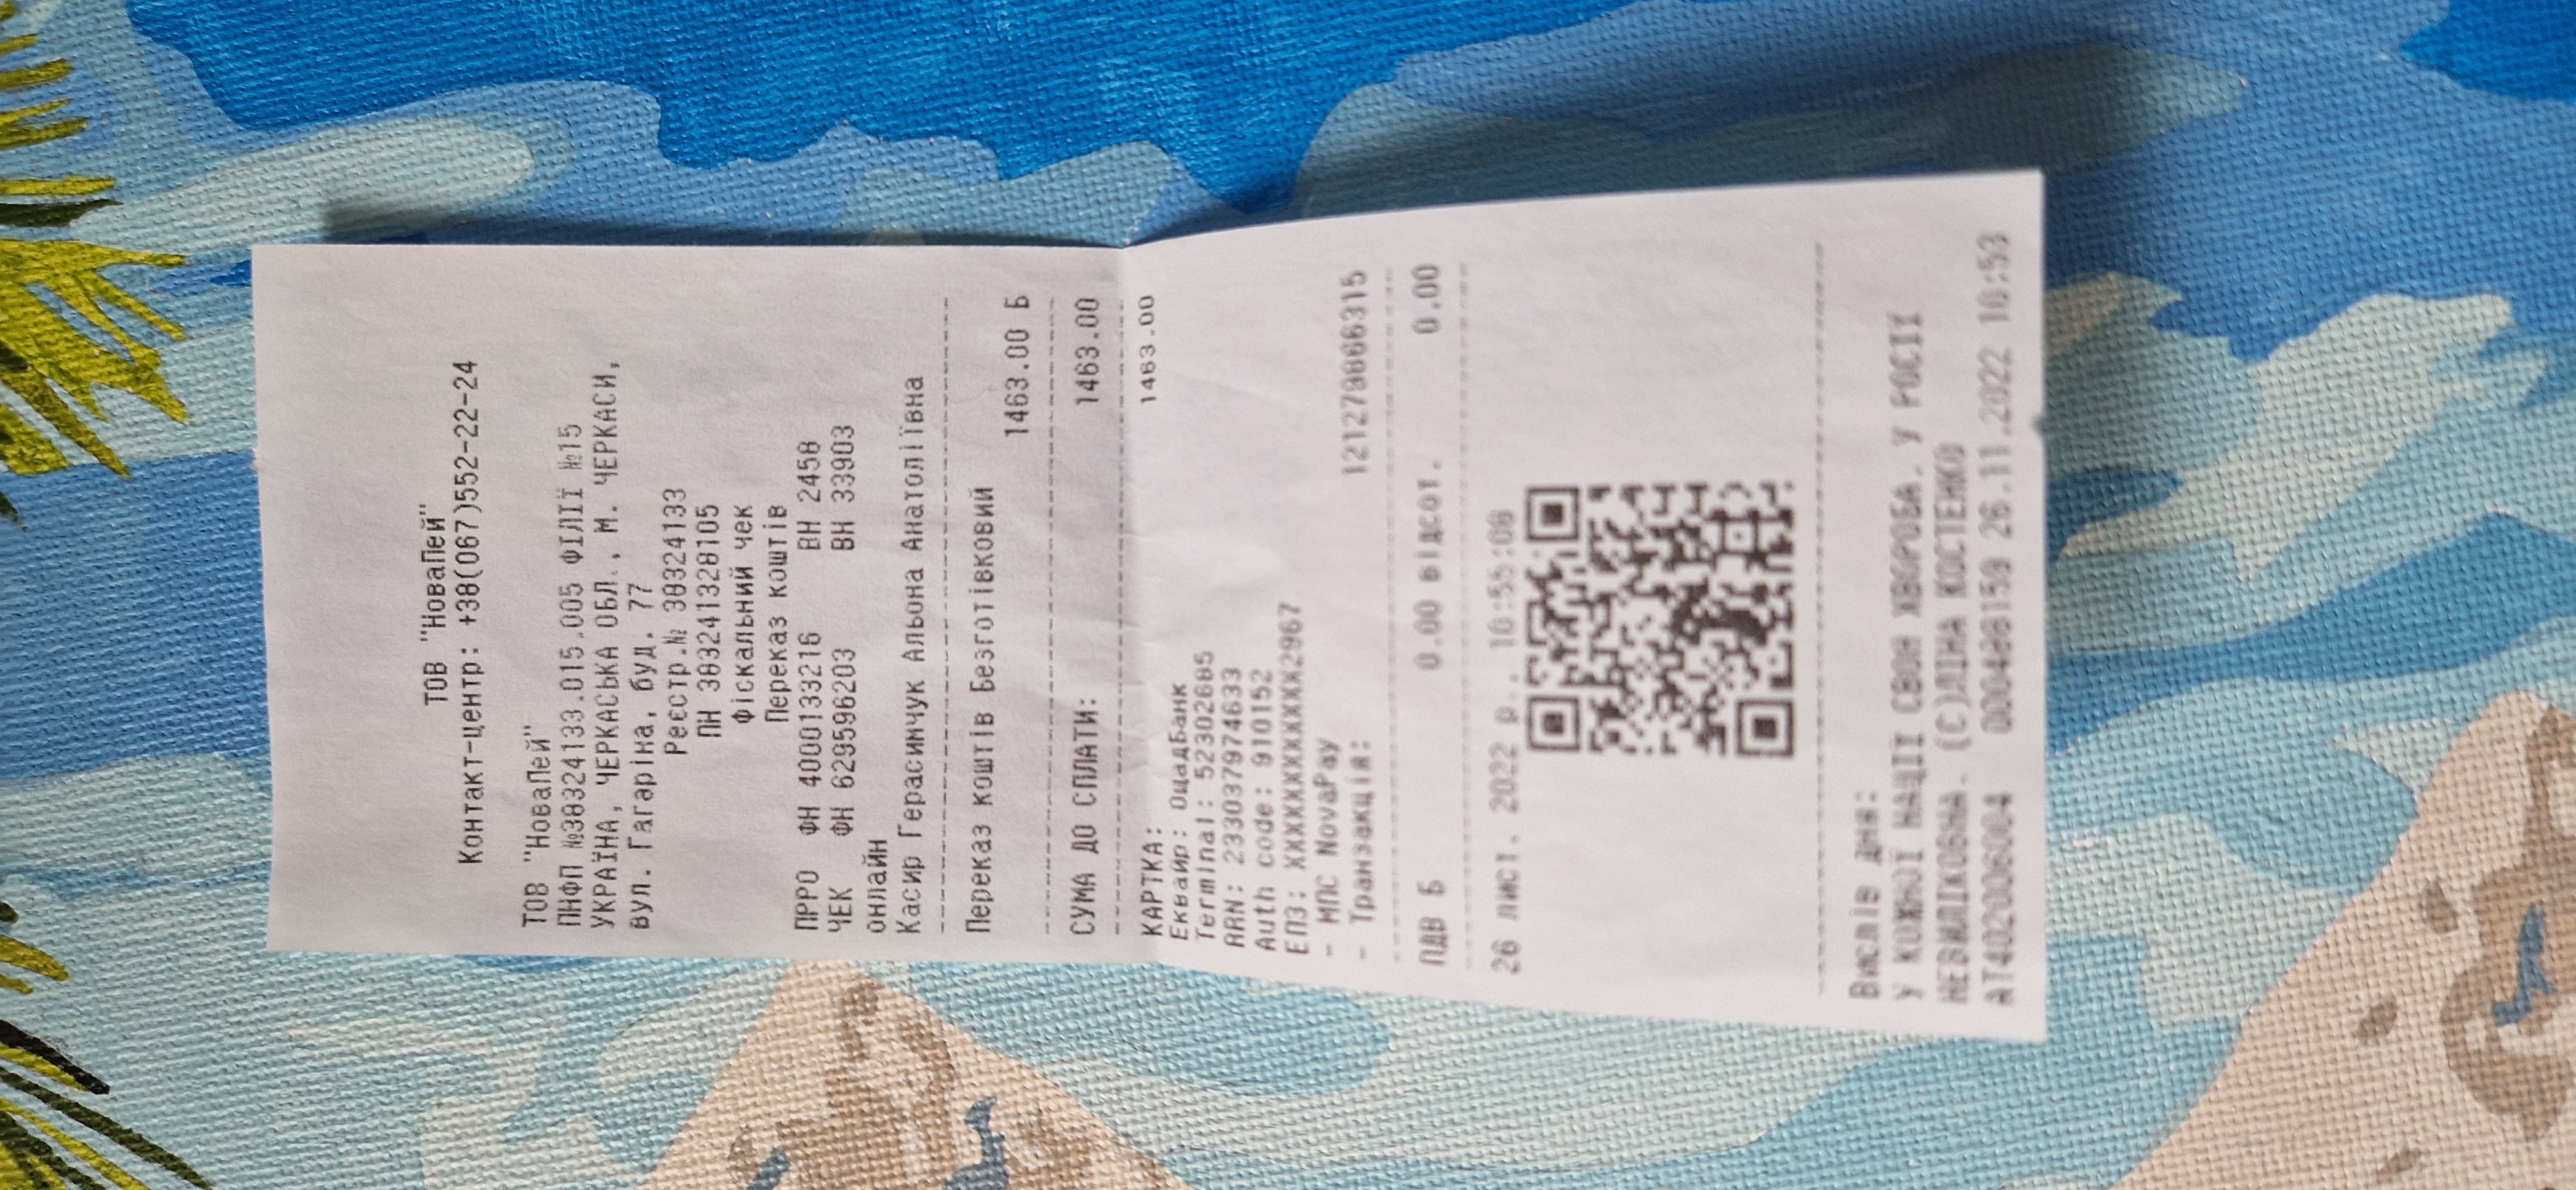 ТОВ "НоваПей"
Контакт-центр: +38(067)552-22-24
ТОВ "НоваПей"
ПНФП №38324133.015.005 ФІЛІЇ №15
УКРАЇНА, ЧЕРКАСЬКА ОБЛ., М. ЧЕРКАСИ,
вул. Гагаріна, буд. 77
Реєстр.№ 38324133
ПН 383241328105
Фіскальний чек
Переказ коштів
ПРРО ФН 4000133216 ВН 2458
ЧЕК ФН 629596203 ВН 33903
онлайн
Касир Герасимчук Альона Анатоліївна
Переказ коштів Безготівковий
1463.00 Б
СУМА ДО СПЛАТИ: 1463.00
КАРТКА: 1463.00
Еквайр: ОщадБанк
Terminal: S2302685
RRN: 233037974633
Auth code: 910152
ЕПЗ: XXXXXXXXXXXX2967
- МПС NovaPay
- Транзакція: 1212790066315
ПДВ Б 0.00 відсот. 0.00
26 лист. 2022 р., 10:55:08
Вислів дня:
У КОЖНОЇ НАЦІЇ СВОЯ ХВОРОБА. У РОСІЇ
НЕВИЛІКОВНА. (С)ЛІНА КОСТЕНКО
26.11.2022 10:53